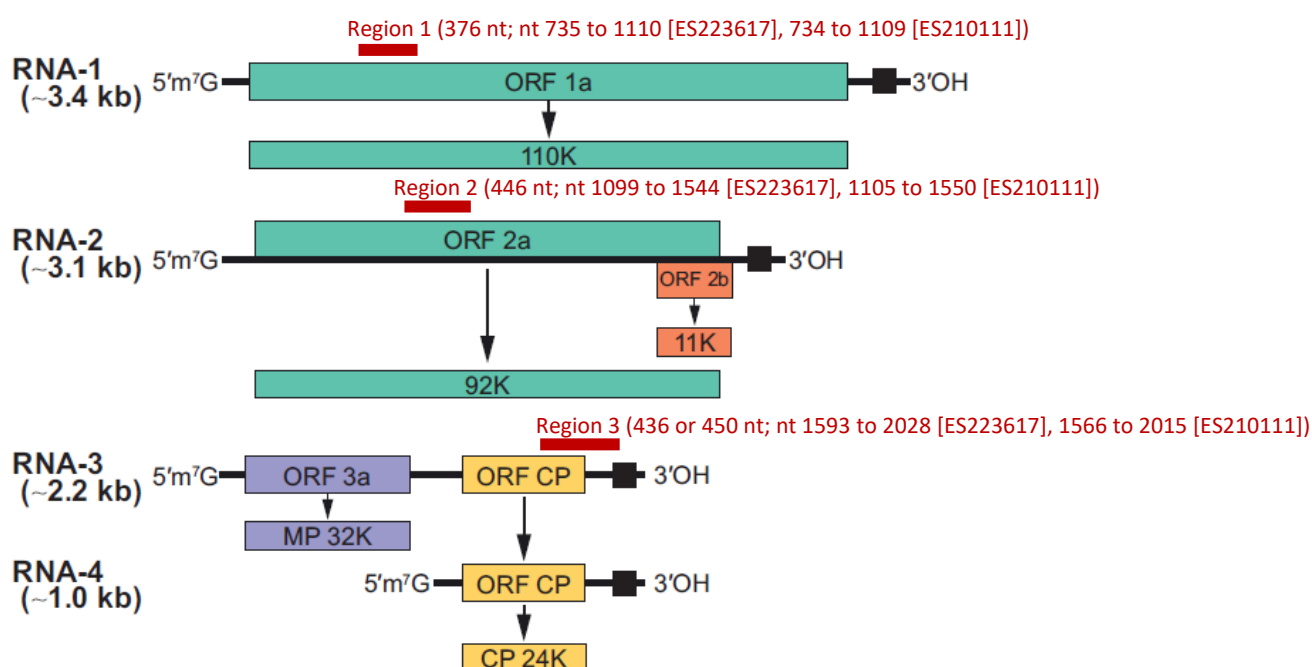 Region 1 (376 nt; nt 735 to 1110 [ES223617], 734 to 1109 [ES210111])
RNA-1
(~3.4 kb)
5′m⁷G
ORF 1a
3′OH
110K
Region 2 (446 nt; nt 1099 to 1544 [ES223617], 1105 to 1550 [ES210111])
RNA-2
(~3.1 kb)
5′m⁷G
ORF 2a
3′OH
ORF 2b
11K
92K
Region 3 (436 or 450 nt; nt 1593 to 2028 [ES223617], 1566 to 2015 [ES210111])
RNA-3
(~2.2 kb)
5′m⁷G
ORF 3a
ORF CP
3′OH
MP 32K
RNA-4
(~1.0 kb)
5′m⁷G
ORF CP
3′OH
CP 24K